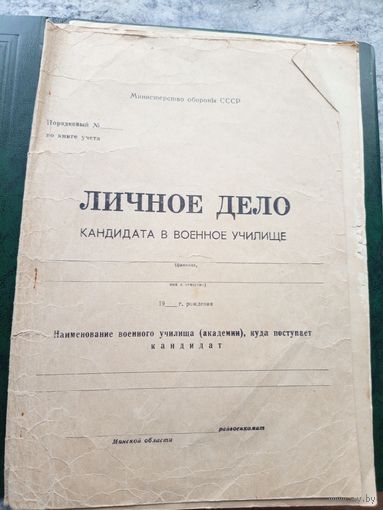 Министерство обороны СССР
Порядковый №
по книге учета
ЛИЧНОЕ ДЕЛО
КАНДИДАТА В ВОЕННОЕ УЧИЛИЩЕ
(фамилия,
имя и отчество)
19 г. рождения
Наименование военного училища (академии), куда поступает
кандидат
райвоенкомат
Минской области